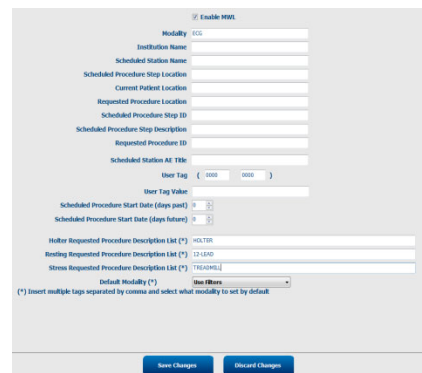 Enable MWL
Modality ECG
Institution Name
Scheduled Station Name
Scheduled Procedure Step Location
Current Patient Location
Requested Procedure Location
Scheduled Procedure Step ID
Scheduled Procedure Step Description
Requested Procedure ID
Scheduled Station AE Title
User Tag ( 0000 0000 )
User Tag Value
Scheduled Procedure Start Date (days past) 0
Scheduled Procedure Start Date (days future) 0
Holter Requested Procedure Description List (*) HOLTER
Resting Requested Procedure Description List (*) 12-LEAD
Stress Requested Procedure Description List (*) TREADMILL
Default Modality (*) Use Filters
(*) Insert multiple tags separated by comma and select what modality to set by default
Save Changes Discard Changes